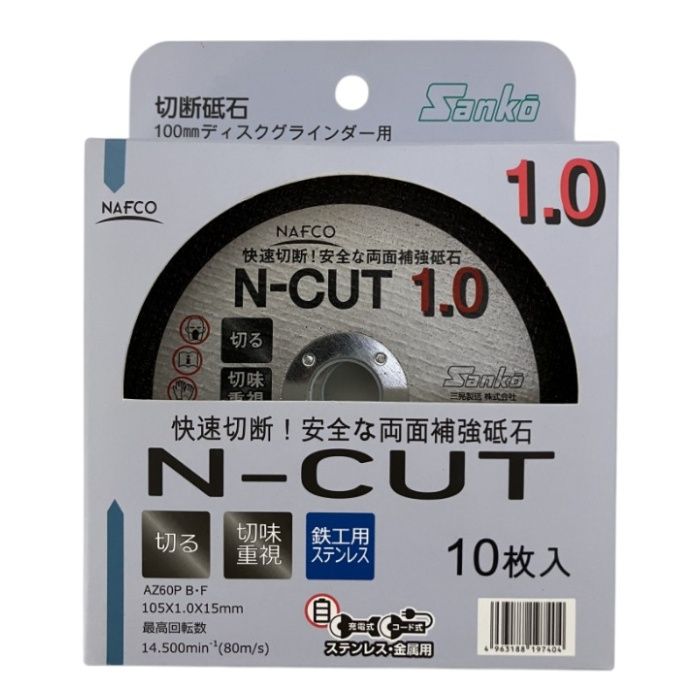 切断砥石
100mmディスクグラインダー用
Sankō
NAFCO
1.0
NAFCO
快速切断!安全な両面補強砥石
N-CUT 1.0
切る
切味
重視
Sankō
三晃製造 株式会社
快速切断!安全な両面補強砥石
N-CUT
切る
切味
重視
鉄工用
ステンレス
10枚入
AZ60P B・F
105X1.0X15mm
最高回転数
14.500min⁻¹(80m/s)
充電式
コード式
ステンレス・金属用
4 963188 197404